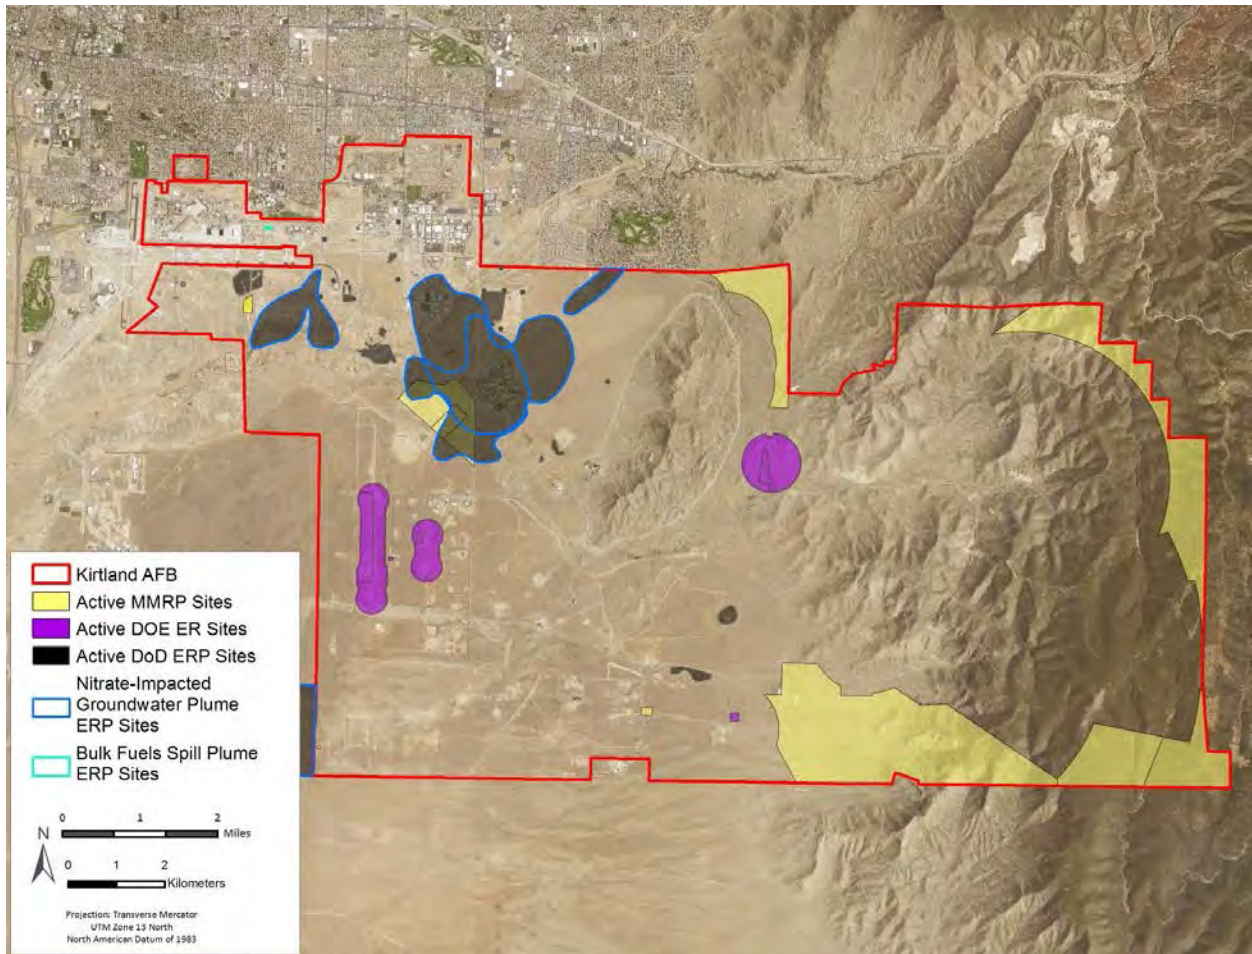 Kirtland AFB
Active MMRP Sites
Active DOE ER Sites
Active DoD ERP Sites
Nitrate-Impacted
Groundwater Plume
ERP Sites
Bulk Fuels Spill Plume
ERP Sites
0 1 2
N
Miles
0 1 2
Kilometers
Projection: Transverse Mercator
UTM Zone 13 North
North American Datum of 1983